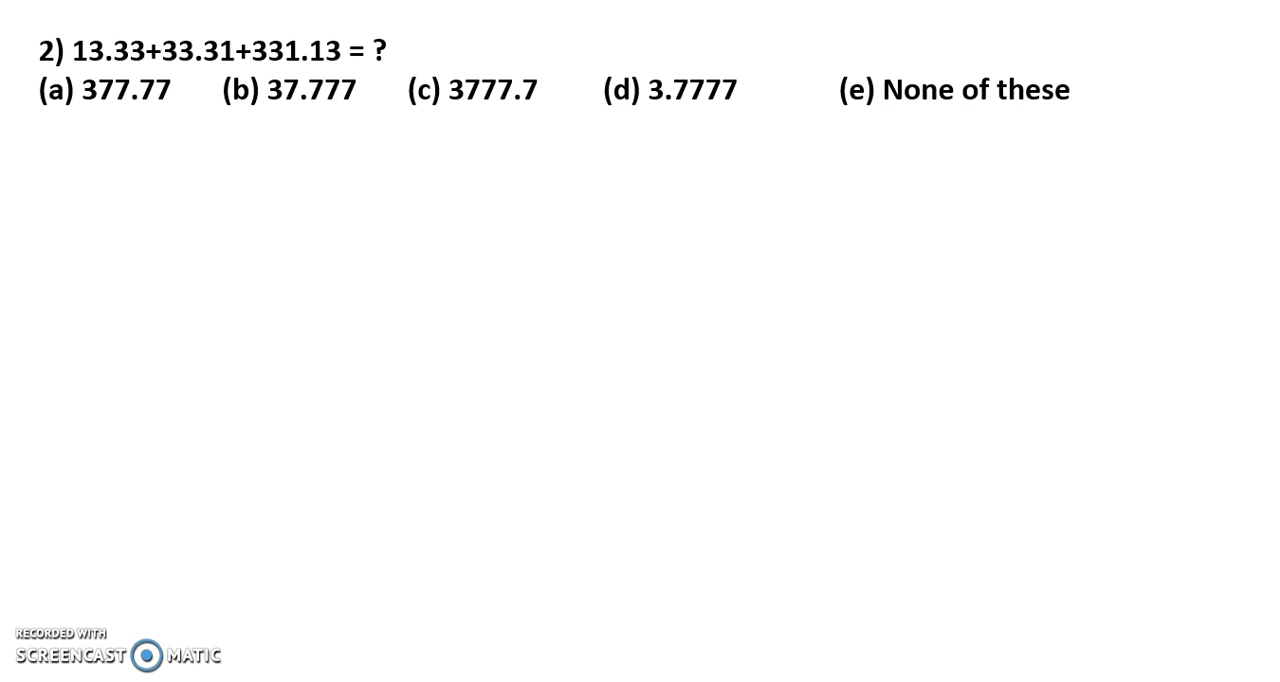 2) 13.33+33.31+331.13 = ?
(a) 377.77 (b) 37.777 (c) 3777.7 (d) 3.7777 (e) None of these
RECORDED WITH
SCREENCAST MATIC